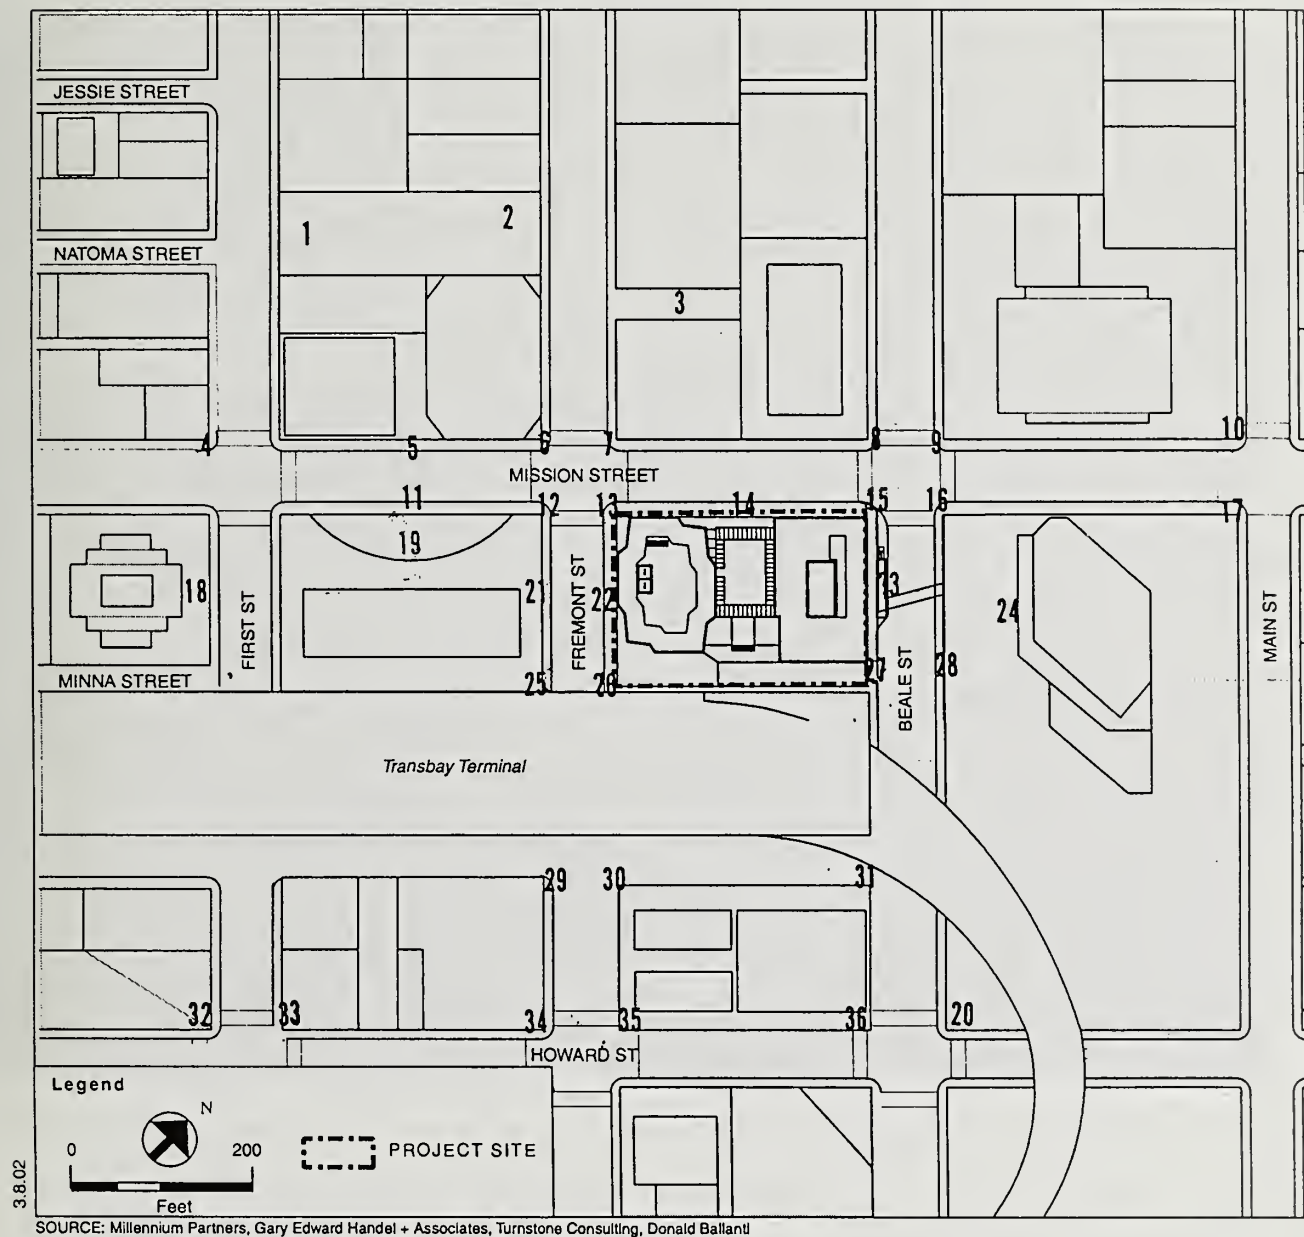 JESSIE STREET
1
2
NATOMA STREET
3
4
5
6
7
8
9
10
MISSION STREET
11
12
13
14
15
16
17
18
19
21
22
23
24
FIRST ST
FREMONT ST
BEALE ST
MAIN ST
MINNA STREET
25
26
27
28
Transbay Terminal
29
30
31
32
33
34
35
36
20
HOWARD ST
Legend
N
0
200
Feet
PROJECT SITE
3.8.02
SOURCE: Millennium Partners, Gary Edward Handel + Associates, Turnstone Consulting, Donald Ballanti